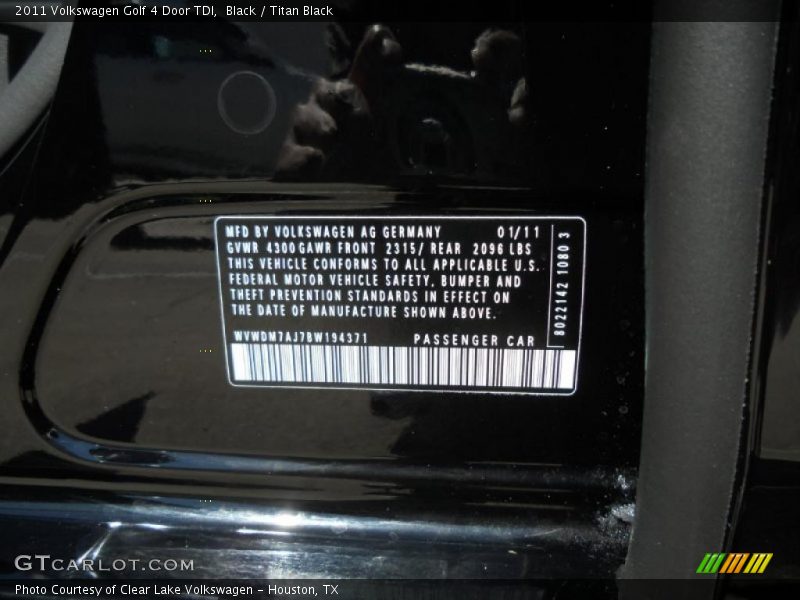 2011 Volkswagen Golf 4 Door TDI, Black / Titan Black
MFD BY VOLKSWAGEN AG GERMANY 01/11
GVWR 4300 GAWR FRONT 2315/ REAR 2096 LBS
THIS VEHICLE CONFORMS TO ALL APPLICABLE U.S.
FEDERAL MOTOR VEHICLE SAFETY, BUMPER AND
THEFT PREVENTION STANDARDS IN EFFECT ON
THE DATE OF MANUFACTURE SHOWN ABOVE.
WVWDM7AJ7BW194371 PASSENGER CAR
8022142 1080 3
GTCARLOT.COM
Photo Courtesy of Clear Lake Volkswagen - Houston, TX